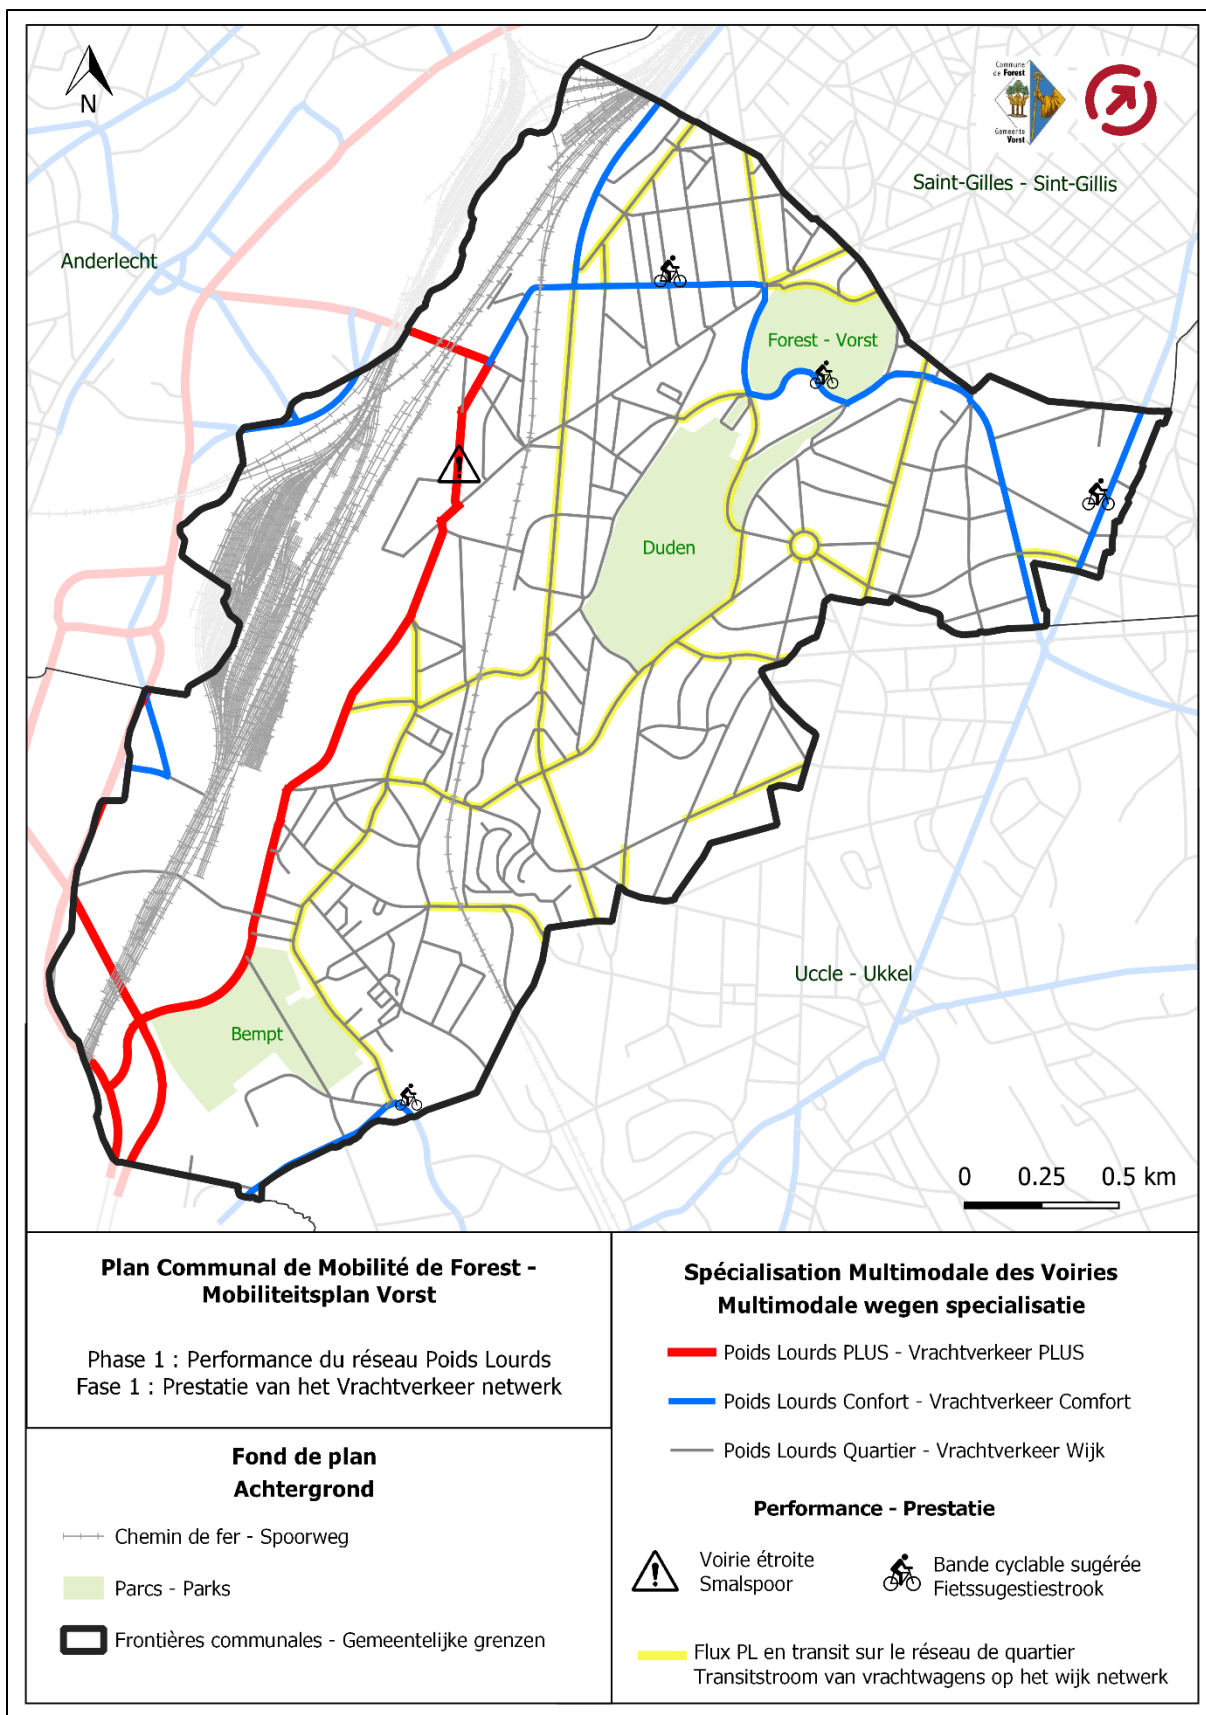 N
Commune
de Forest
Gemeente
Vorst
Saint-Gilles - Sint-Gillis
Anderlecht
Forest - Vorst
Duden
Uccle - Ukkel
Bempt
0 0.25 0.5 km
Plan Communal de Mobilité de Forest -
Mobiliteitsplan Vorst
Phase 1 : Performance du réseau Poids Lourds
Fase 1 : Prestatie van het Vrachtverkeer netwerk
Fond de plan
Achtergrond
Chemin de fer - Spoorweg
Parcs - Parks
Frontières communales - Gemeentelijke grenzen
Spécialisation Multimodale des Voiries
Multimodale wegen specialisatie
Poids Lourds PLUS - Vrachtverkeer PLUS
Poids Lourds Confort - Vrachtverkeer Comfort
Poids Lourds Quartier - Vrachtverkeer Wijk
Performance - Prestatie
Voirie étroite
Smalspoor
Bande cyclable sugérée
Fietssugestiestrook
Flux PL en transit sur le réseau de quartier
Transitstroom van vrachtwagens op het wijk netwerk